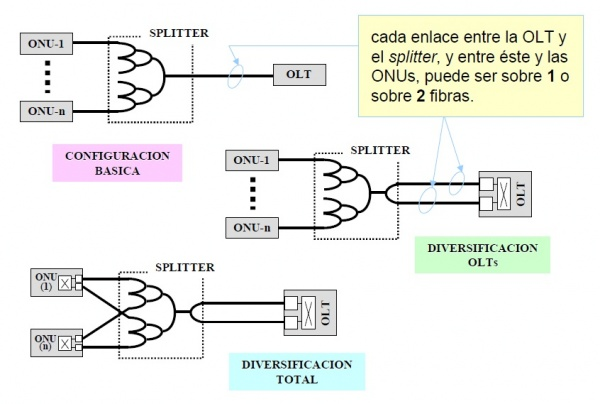 SPLITTER
ONU-1
ONU-n
OLT
cada enlace entre la OLT y
el splitter, y entre éste y las
ONUs, puede ser sobre 1 o
sobre 2 fibras.
CONFIGURACION
BASICA
SPLITTER
ONU-1
ONU-n
OLT
DIVERSIFICACION
OLTs
SPLITTER
ONU
(1)
ONU
(n)
OLT
DIVERSIFICACION
TOTAL